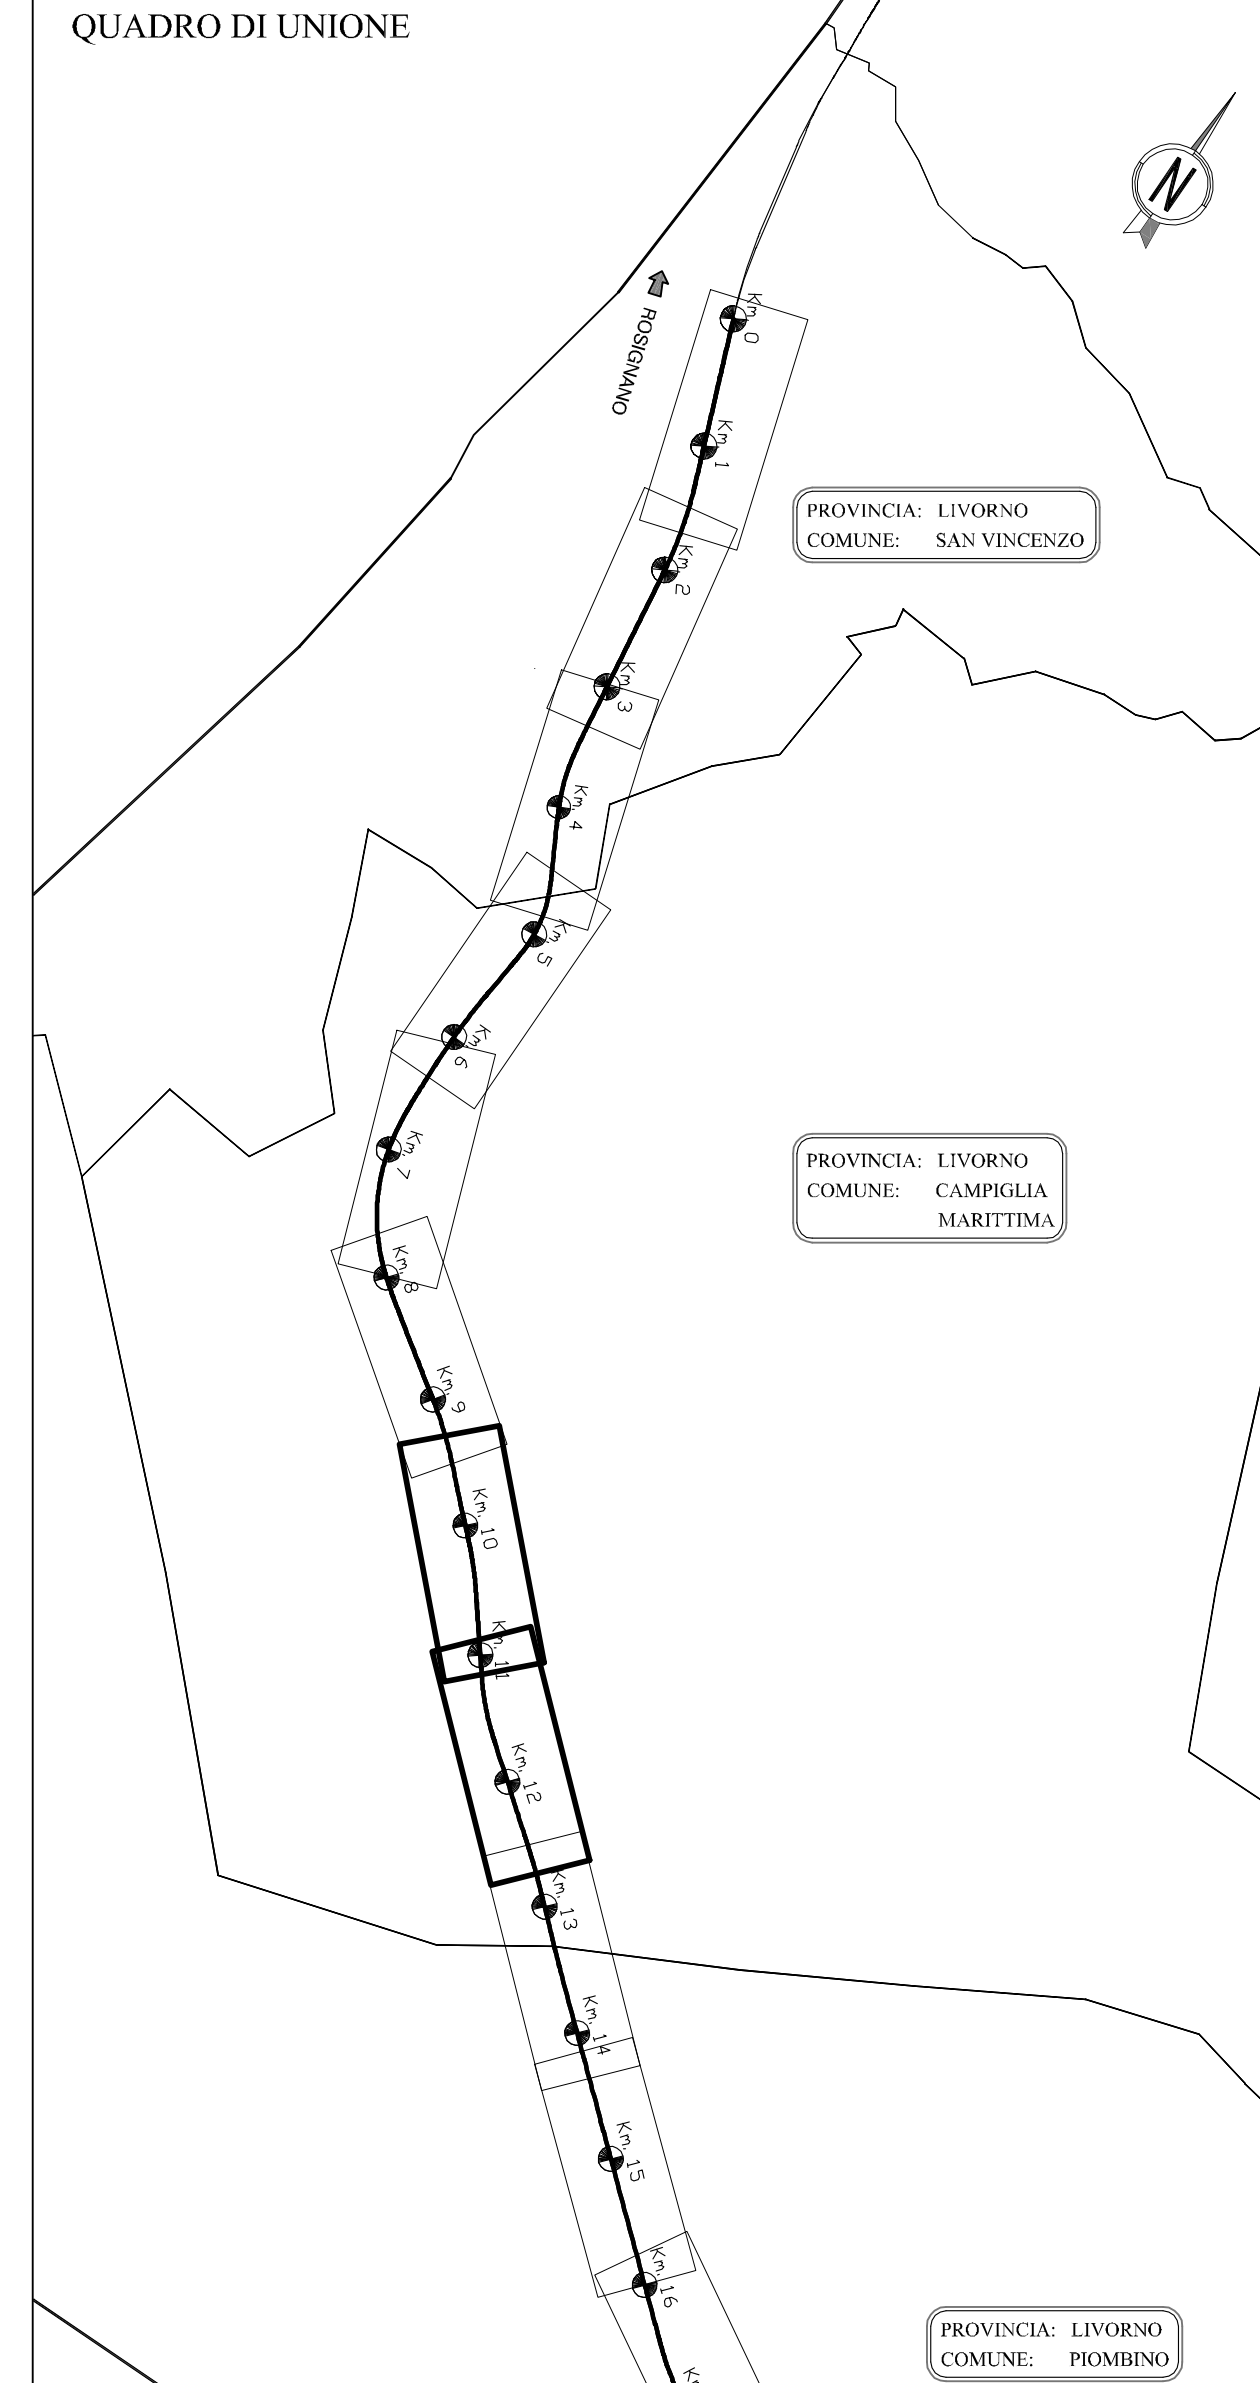 QUADRO DI UNIONE
N
ROSIGNANO
Km. 0
Km. 1
PROVINCIA: LIVORNO
COMUNE: SAN VINCENZO
Km. 2
Km. 3
Km. 4
Km. 5
Km. 6
Km. 7
PROVINCIA: LIVORNO
COMUNE: CAMPIGLIA
MARITTIMA
Km. 8
Km. 9
Km. 10
Km. 11
Km. 12
Km. 13
Km. 14
Km. 15
Km. 16
PROVINCIA: LIVORNO
COMUNE: PIOMBINO